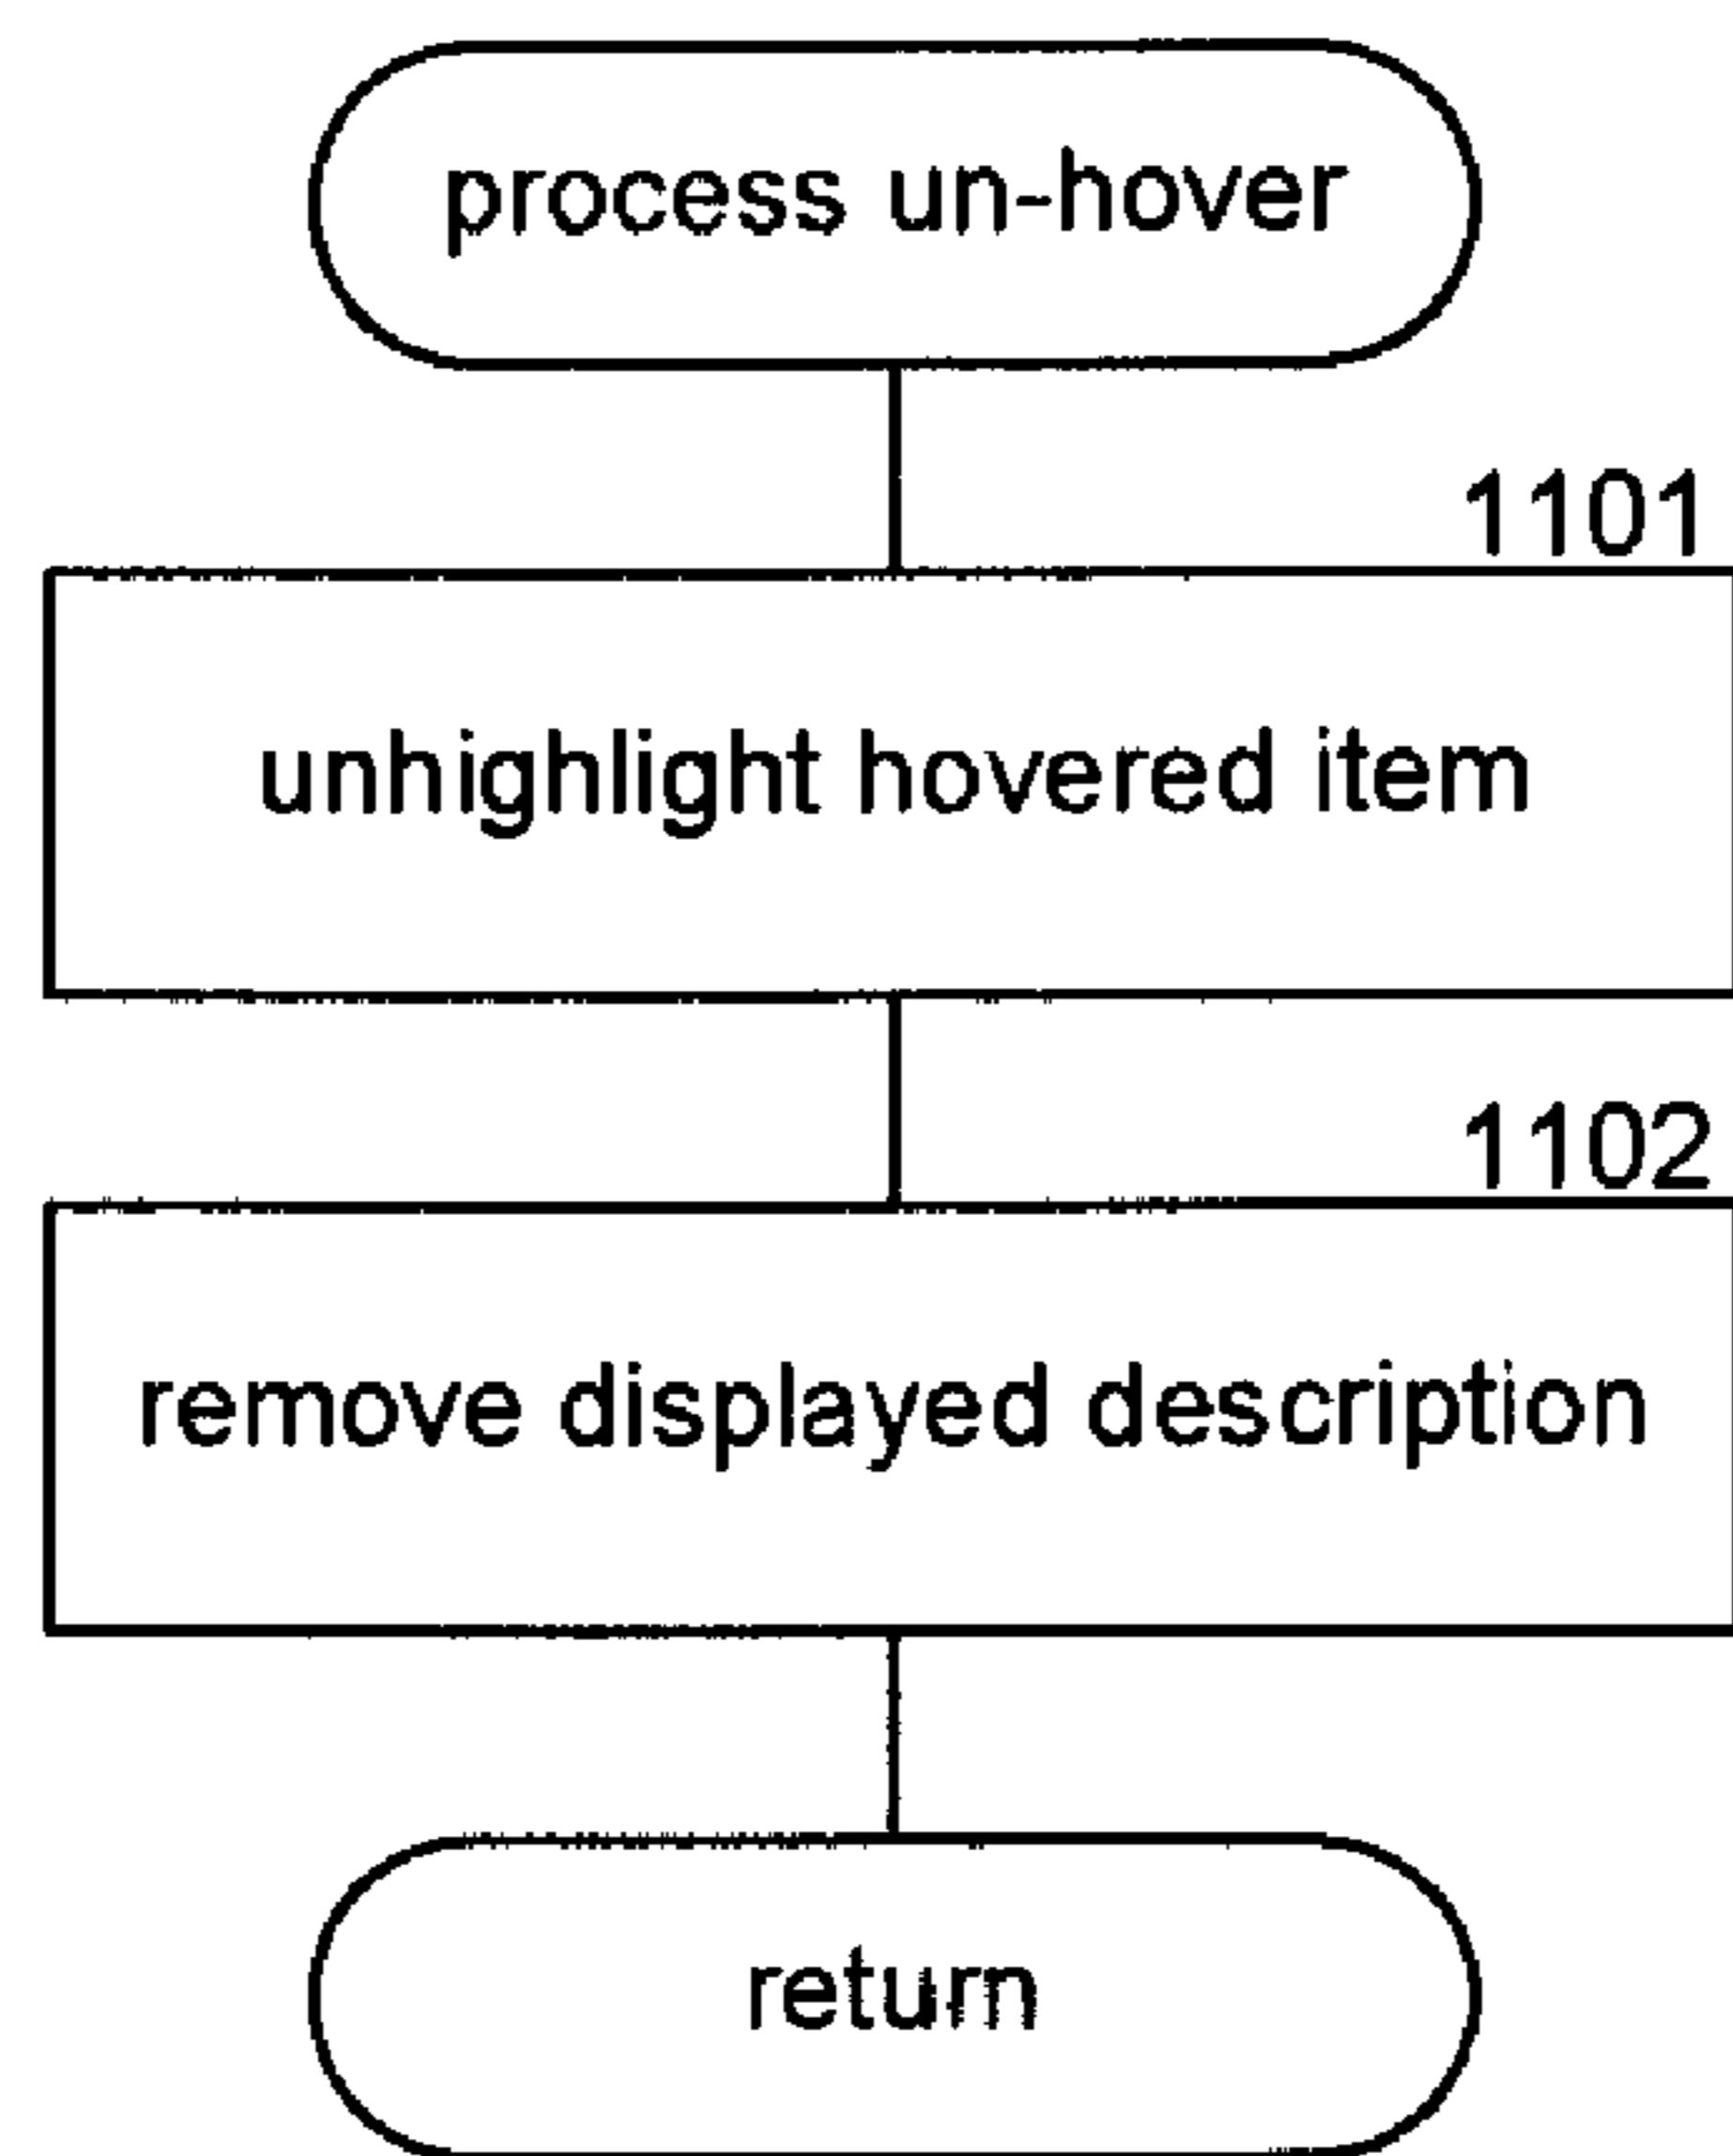 process un-hover
1101
unhighlight hovered item
1102
remove displayed description
return